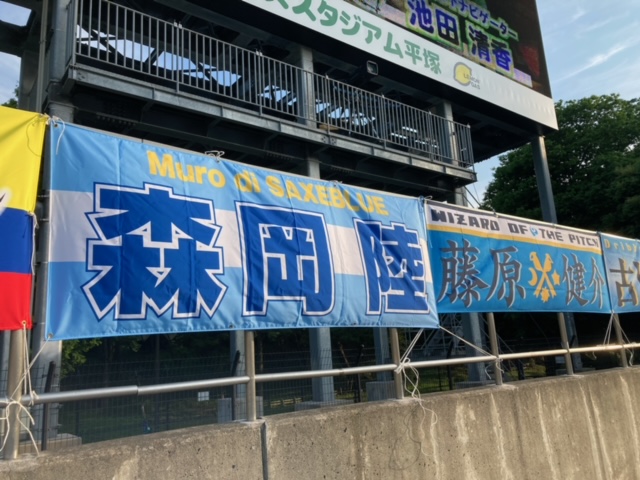 池田 清香
スタジアム平塚
Muro di SAXEBLUE
森岡 陸
WIZARD OF THE PITCH
藤原 健介
古